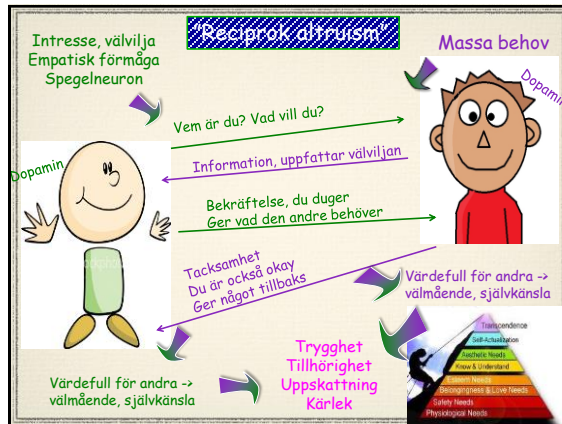 "Reciprok altruism"
Intresse, välvilja
Empatisk förmåga
Spegelneuron
Massa behov
Dopamin
Dopamin
Vem är du? Vad vill du?
Information, uppfattar välviljan
Bekräftelse, du duger
Ger vad den andre behöver
Tacksamhet
Du är också okay
Ger något tillbaks
Värdefull för andra ->
välmående, självkänsla
Trygghet
Tillhörighet
Uppskattning
Kärlek
Värdefull för andra ->
välmående, självkänsla
Transcendence
Self-Actualization
Aesthetic Needs
Know & Understand
Esteem Needs
Belongingness & Love Needs
Safety Needs
Physiological Needs